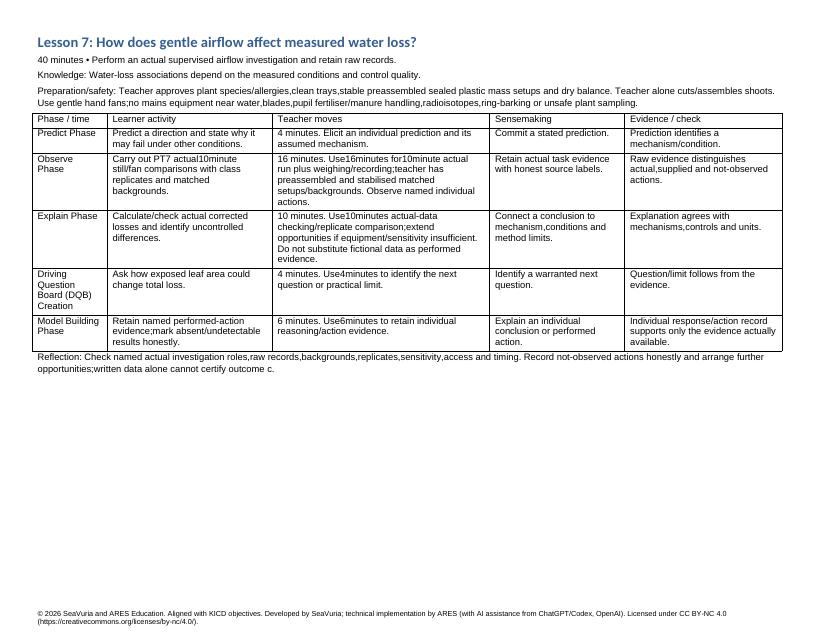 Lesson 7: How does gentle airflow affect measured water loss?
40 minutes • Perform an actual supervised airflow investigation and retain raw records.
Knowledge: Water-loss associations depend on the measured conditions and control quality.
Preparation/safety: Teacher approves plant species/allergies,clean trays,stable preassembled sealed plastic mass setups and dry balance. Teacher alone cuts/assembles shoots.
Use gentle hand fans;no mains equipment near water,blades,pupil fertiliser/manure handling,radioisotopes,ring-barking or unsafe plant sampling.
Phase / time
Learner activity
Teacher moves
Sensemaking
Evidence / check
Predict Phase
Predict a direction and state why it
may fail under other conditions.
4 minutes. Elicit an individual prediction and its
assumed mechanism.
Commit a stated prediction.
Prediction identifies a
mechanism/condition.
Observe
Phase
Carry out PT7 actual10minute
still/fan comparisons with class
replicates and matched
backgrounds.
16 minutes. Use16minutes for10minute actual
run plus weighing/recording;teacher has
preassembled and stabilised matched
setups/backgrounds. Observe named individual
actions.
Retain actual task evidence
with honest source labels.
Raw evidence distinguishes
actual,supplied and not-observed
actions.
Explain Phase
Calculate/check actual corrected
losses and identify uncontrolled
differences.
10 minutes. Use10minutes actual-data
checking/replicate comparison;extend
opportunities if equipment/sensitivity insufficient.
Do not substitute fictional data as performed
evidence.
Connect a conclusion to
mechanism,conditions and
method limits.
Explanation agrees with
mechanisms,controls and units.
Driving
Question
Board (DQB)
Creation
Ask how exposed leaf area could
change total loss.
4 minutes. Use4minutes to identify the next
question or practical limit.
Identify a warranted next
question.
Question/limit follows from the
evidence.
Model Building
Phase
Retain named performed-action
evidence;mark absent/undetectable
results honestly.
6 minutes. Use6minutes to retain individual
reasoning/action evidence.
Explain an individual
conclusion or performed
action.
Individual response/action record
supports only the evidence actually
available.
Reflection: Check named actual investigation roles,raw records,backgrounds,replicates,sensitivity,access and timing. Record not-observed actions honestly and arrange further
opportunities;written data alone cannot certify outcome c.
© 2026 SeaVuria and ARES Education. Aligned with KICD objectives. Developed by SeaVuria; technical implementation by ARES (with AI assistance from ChatGPT/Codex, OpenAI). Licensed under CC BY-NC 4.0
(https://creativecommons.org/licenses/by-nc/4.0/).